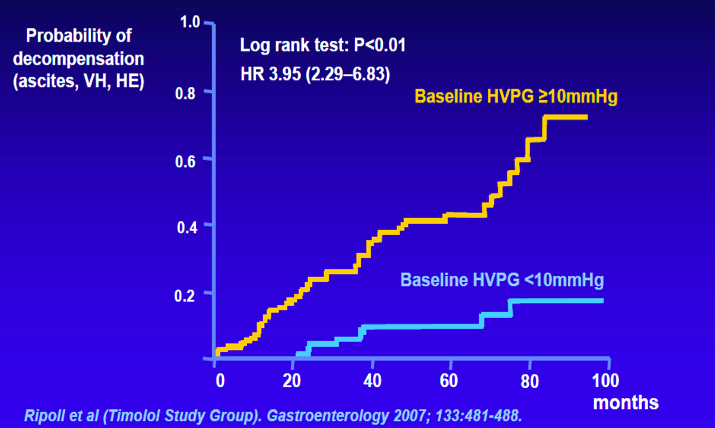 Probability of
decompensation
(ascites, VH, HE)
1.0
Log rank test: P<0.01
HR 3.95 (2.29–6.83)
0.8
Baseline HVPG ≥10mmHg
0.6
0.4
Baseline HVPG <10mmHg
0.2
0 20 40 60 80 100
months
Ripoll et al (Timolol Study Group). Gastroenterology 2007; 133:481-488.